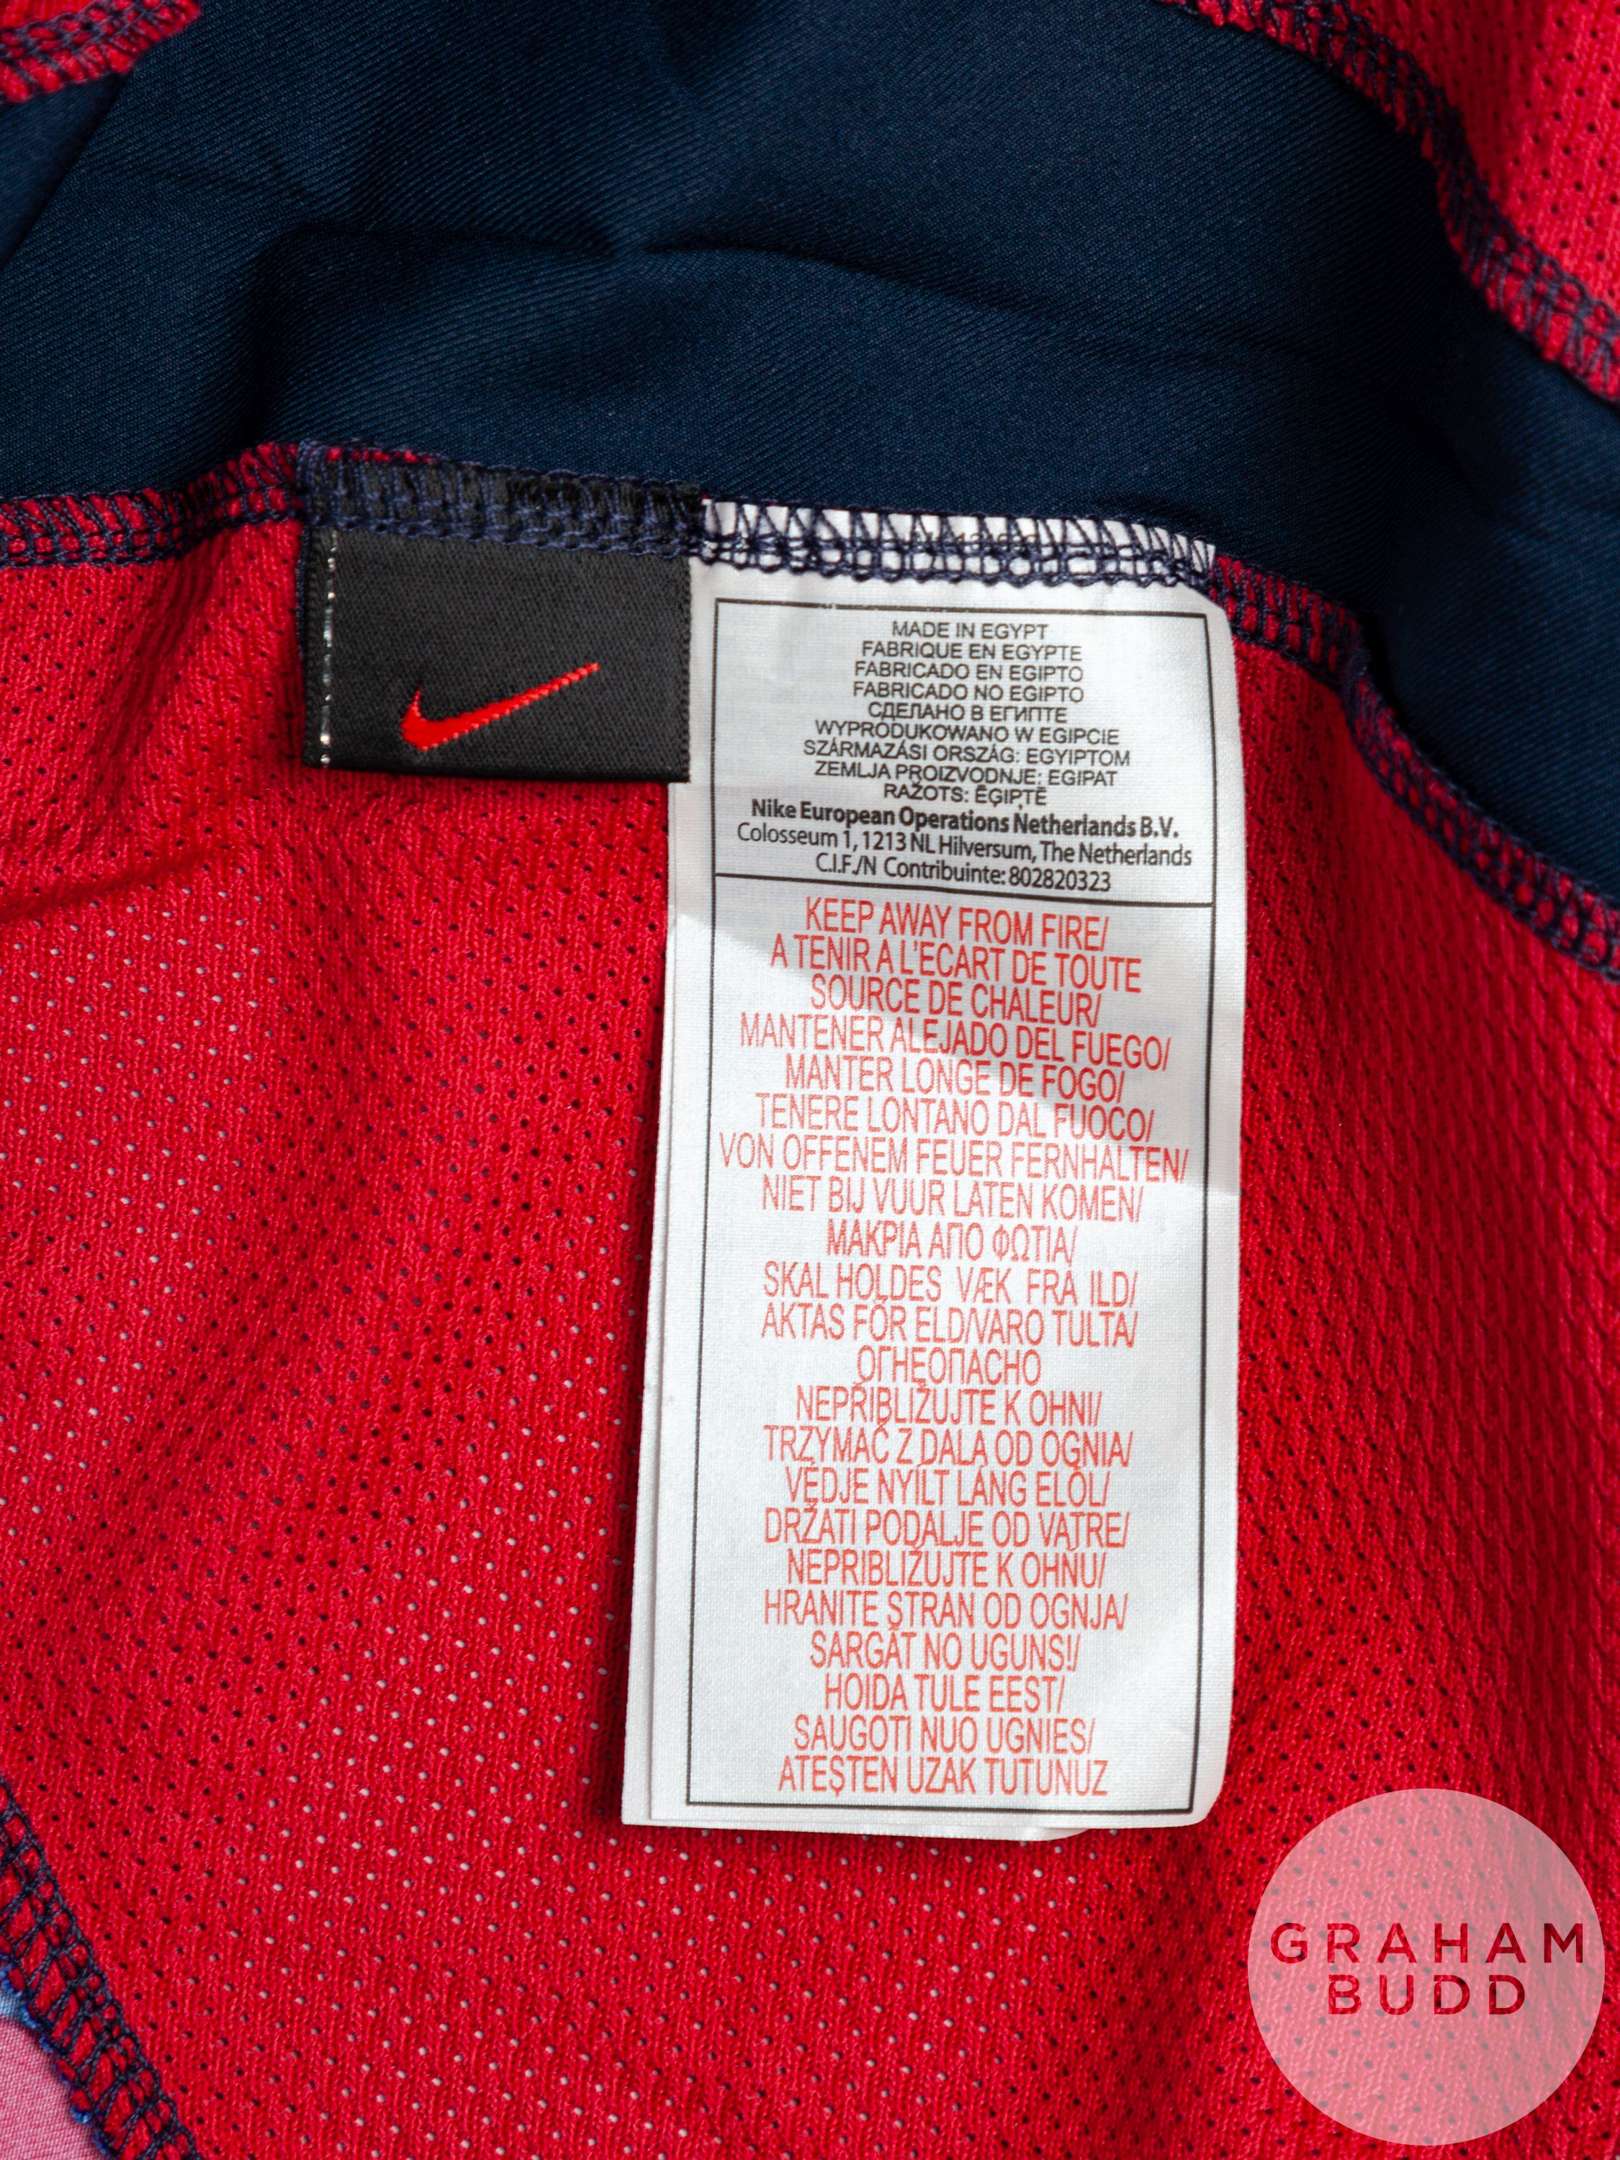 MADE IN EGYPT
FABRIQUE EN EGYPTE
FABRICADO EN EGIPTO
FABRICADO NO EGIPTO
СДЕЛАНО В ЕГИПТЕ
WYPRODUKOWANO W EGIPCIE
SZÁRMAZÁSI ORSZÁG: EGYIPTOM
ZEMLJA PROIZVODNJE: EGIPAT
RAŽOTS: ĒĢIPTĒ
Nike European Operations Netherlands B.V.
Colosseum 1, 1213 NL Hilversum, The Netherlands
C.I.F./N Contribuinte: 802820323
KEEP AWAY FROM FIRE/
A TENIR A L'ECART DE TOUTE
SOURCE DE CHALEUR/
MANTENER ALEJADO DEL FUEGO/
MANTER LONGE DE FOGO/
TENERE LONTANO DAL FUOCO/
VON OFFENEM FEUER FERNHALTEN/
NIET BIJ VUUR LATEN KOMEN/
ΜΑΚΡΙΑ ΑΠΟ ΦΩΤΙΑ/
SKAL HOLDES VÆK FRA ILD/
AKTAS FÖR ELD/VARO TULTA/
ОГНЕОПАСНО
NEPŘIBLIŽUJTE K OHNI/
TRZYMAĆ Z DALA OD OGNIA/
VÉDJE NYÍLT LÁNG ELÖL/
DRŽATI PODALJE OD VATRE/
NEPRIBLIŽUJTE K OHŇU/
HRANITE STRAN OD OGNJA/
SARGĀT NO UGUNS!/
HOIDA TULE EEST/
SAUGOTI NUO UGNIES/
ATEŞTEN UZAK TUTUNUZ
GRAHAM
BUDD